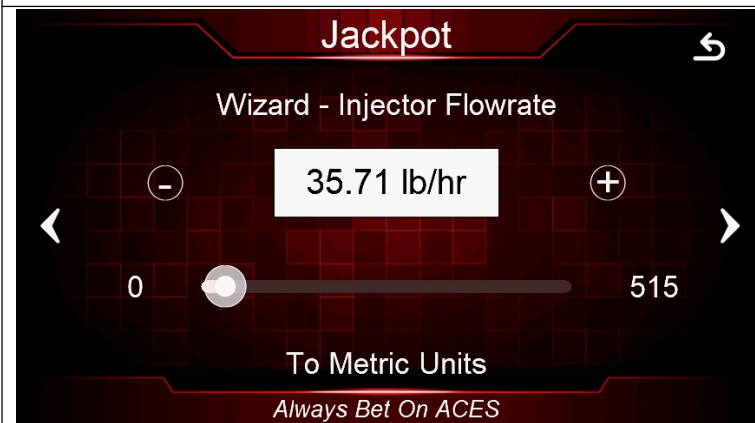 Jackpot
Wizard - Injector Flowrate
- 35.71 lb/hr +
0 515
To Metric Units
Always Bet On ACES